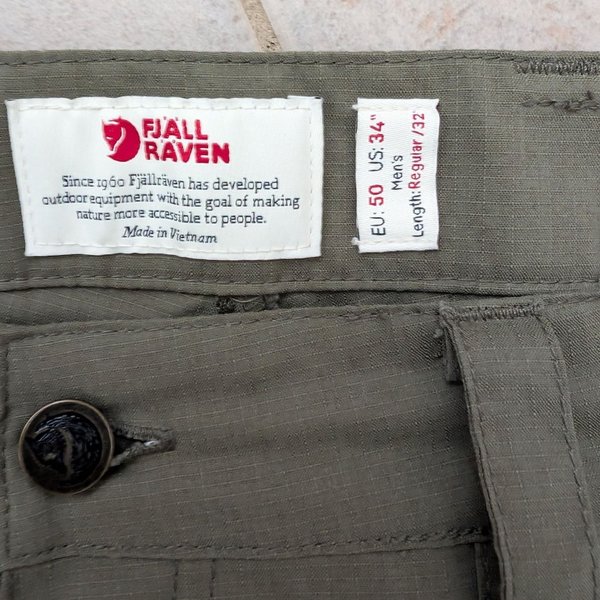 FJÄLL
RÄVEN
Since 1960 Fjällräven has developed
outdoor equipment with the goal of making
nature more accessible to people.
Made in Vietnam
EU: 50 US: 34"
Men's
Length: Regular /32